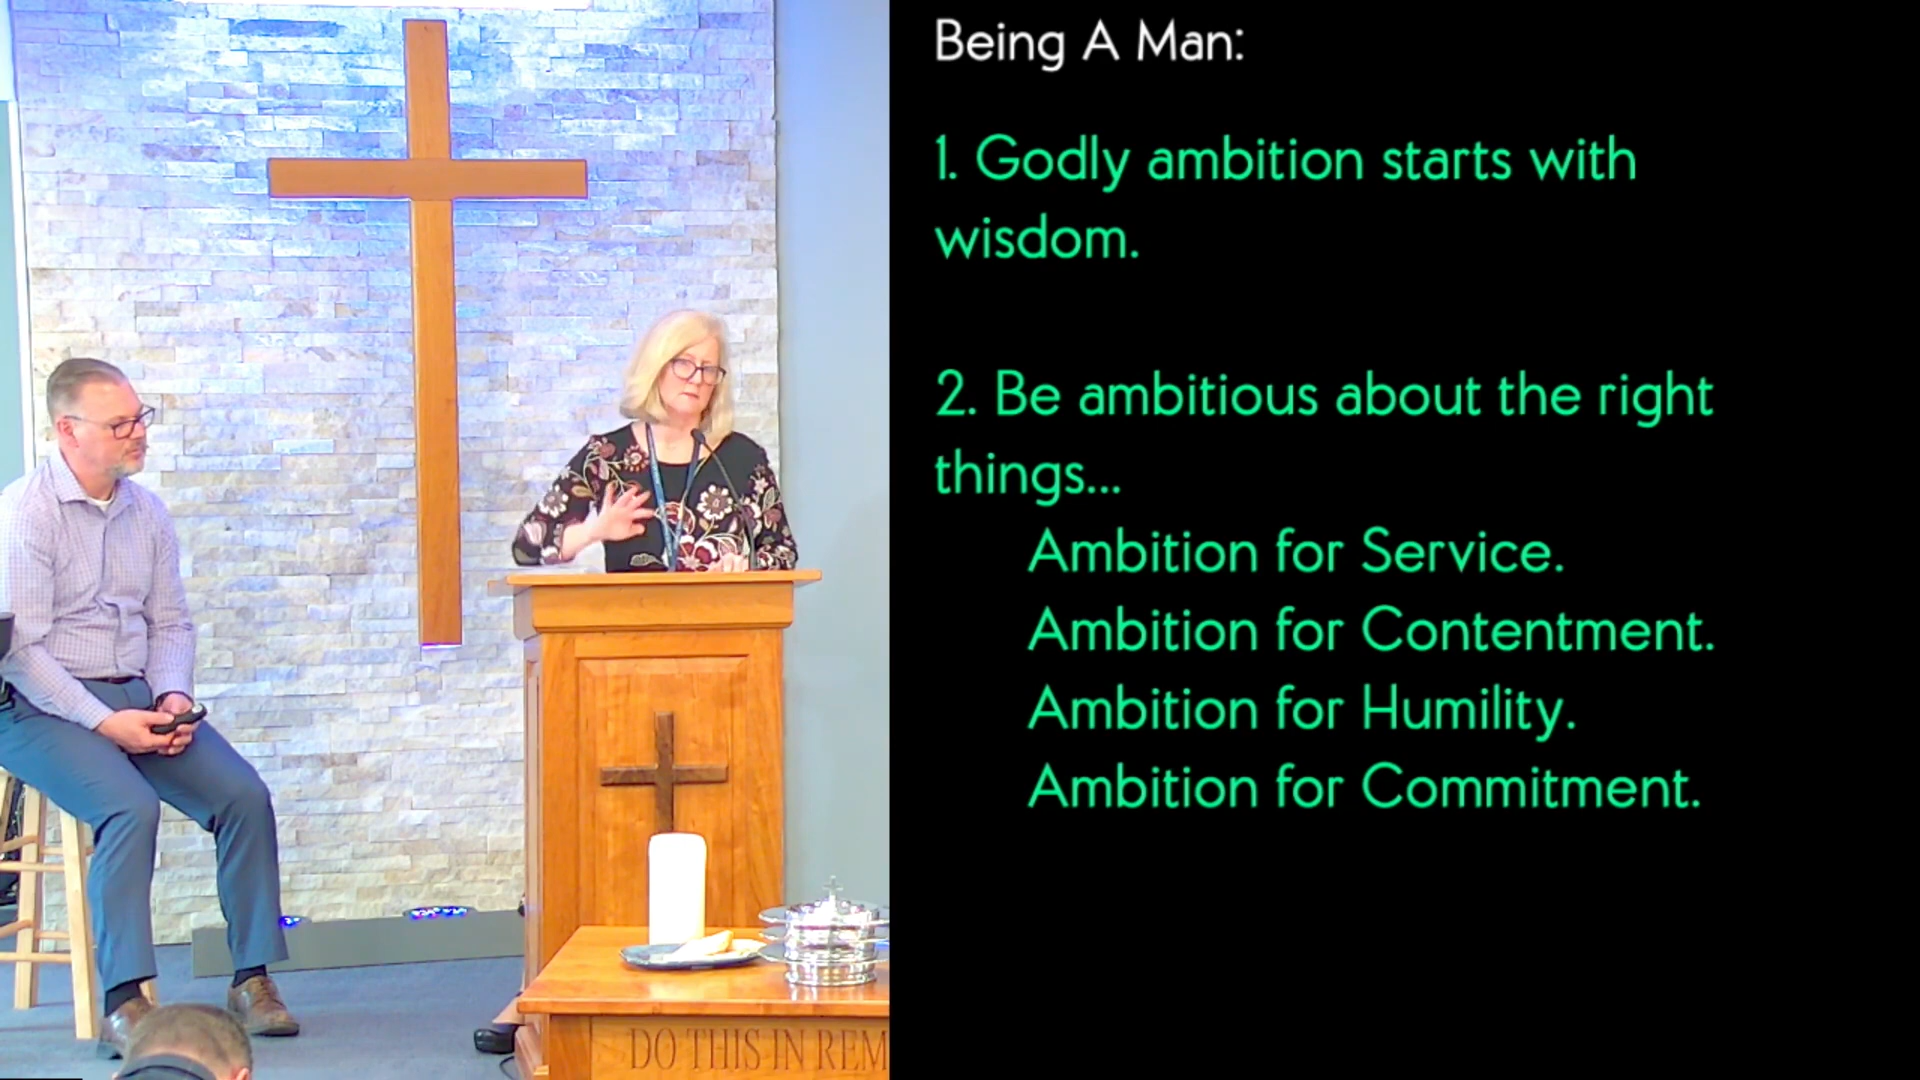 Being A Man:
1. Godly ambition starts with
wisdom.
2. Be ambitious about the right
things...
Ambition for Service.
Ambition for Contentment.
Ambition for Humility.
Ambition for Commitment.
DO THIS IN REM